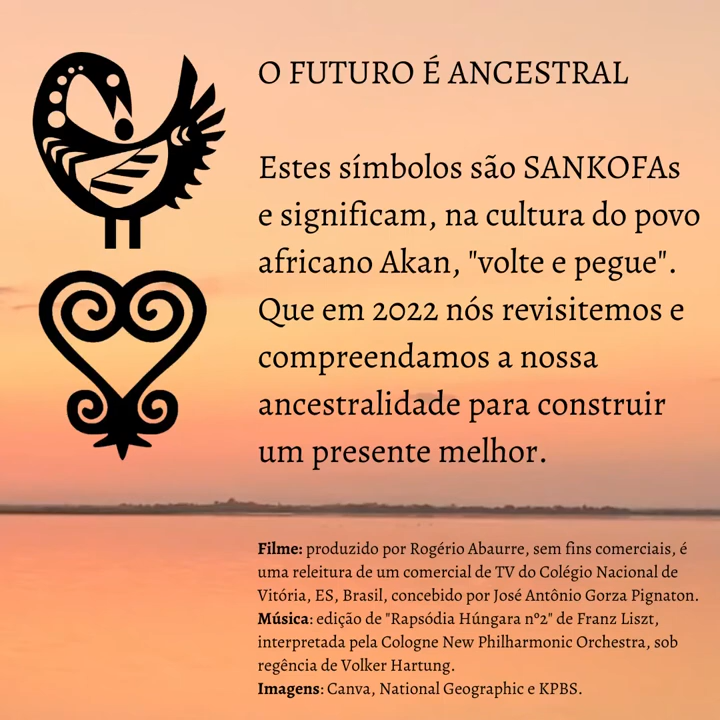 O FUTURO É ANCESTRAL
Estes símbolos são SANKOFAs
e significam, na cultura do povo
africano Akan, "volte e pegue".
Que em 2022 nós revisitemos e
compreendamos a nossa
ancestralidade para construir
um presente melhor.
Filme: produzido por Rogério Abaurre, sem fins comerciais, é
uma releitura de um comercial de TV do Colégio Nacional de
Vitória, ES, Brasil, concebido por José Antônio Gorza Pignaton.
Música: edição de "Rapsódia Húngara nº2" de Franz Liszt,
interpretada pela Cologne New Philharmonic Orchestra, sob
regência de Volker Hartung.
Imagens: Canva, National Geographic e KPBS.